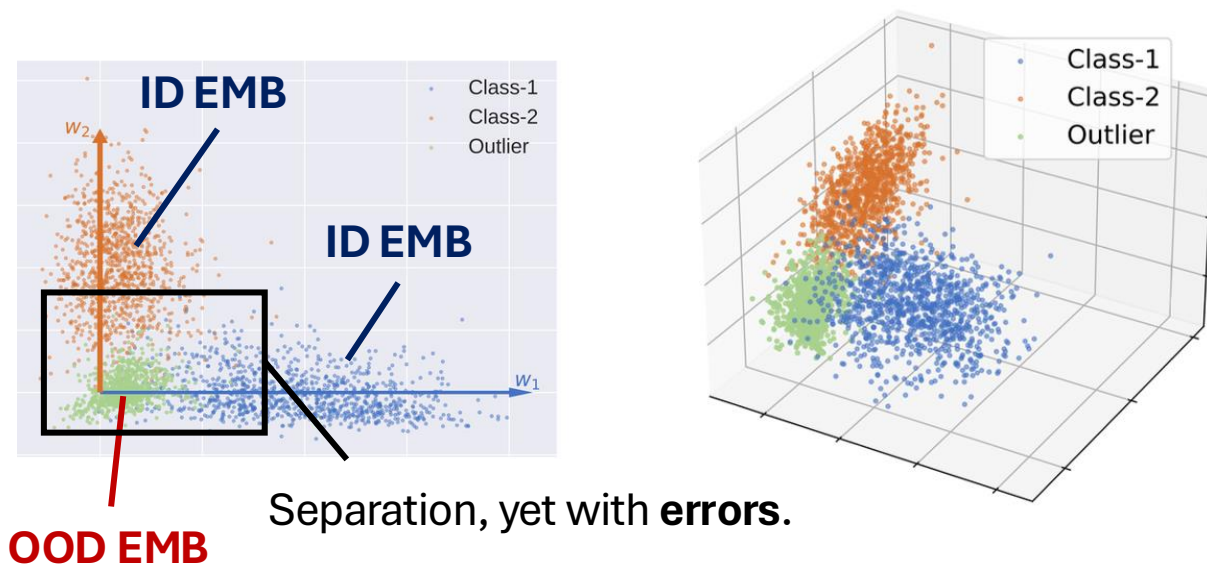 ID EMB
Class-1
Class-2
Outlier
w₂
ID EMB
w₁
OOD EMB
Separation, yet with errors.
Class-1
Class-2
Outlier